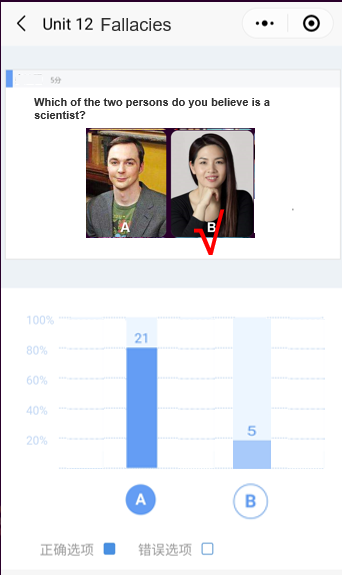 Unit 12 Fallacies
5分
Which of the two persons do you believe is a
scientist?
A
B
100%
80%
60%
40%
20%
21
5
A
B
正确选项
错误选项